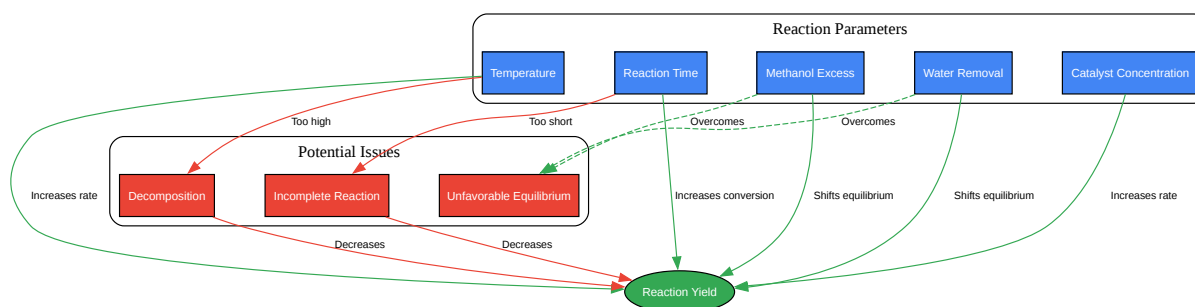 Reaction Parameters
Temperature
Reaction Time
Methanol Excess
Water Removal
Catalyst Concentration
Too high
Too short
Overcomes
Overcomes
Potential Issues
Decomposition
Incomplete Reaction
Unfavorable Equilibrium
Increases rate
Increases conversion
Shifts equilibrium
Shifts equilibrium
Increases rate
Decreases
Decreases
Reaction Yield